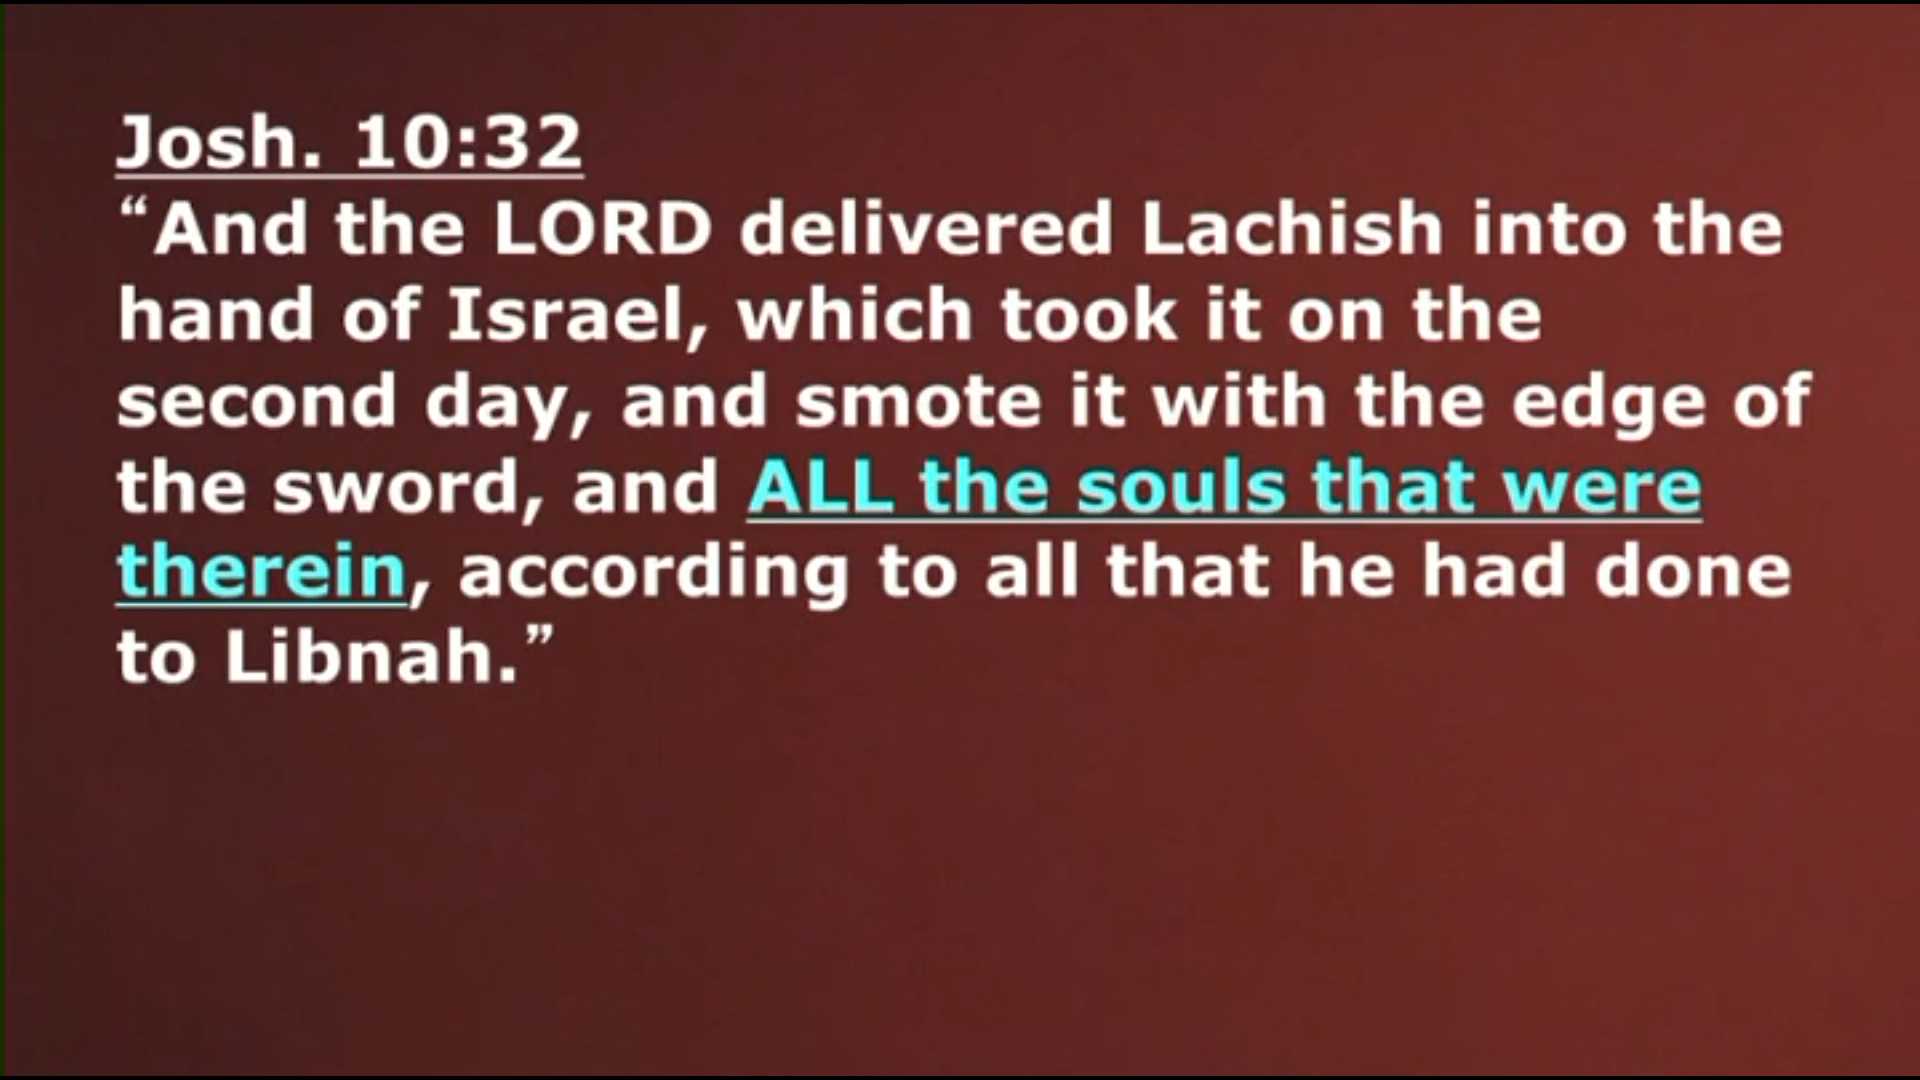 Josh. 10:32
“And the LORD delivered Lachish into the
hand of Israel, which took it on the
second day, and smote it with the edge of
the sword, and ALL the souls that were
therein, according to all that he had done
to Libnah.”